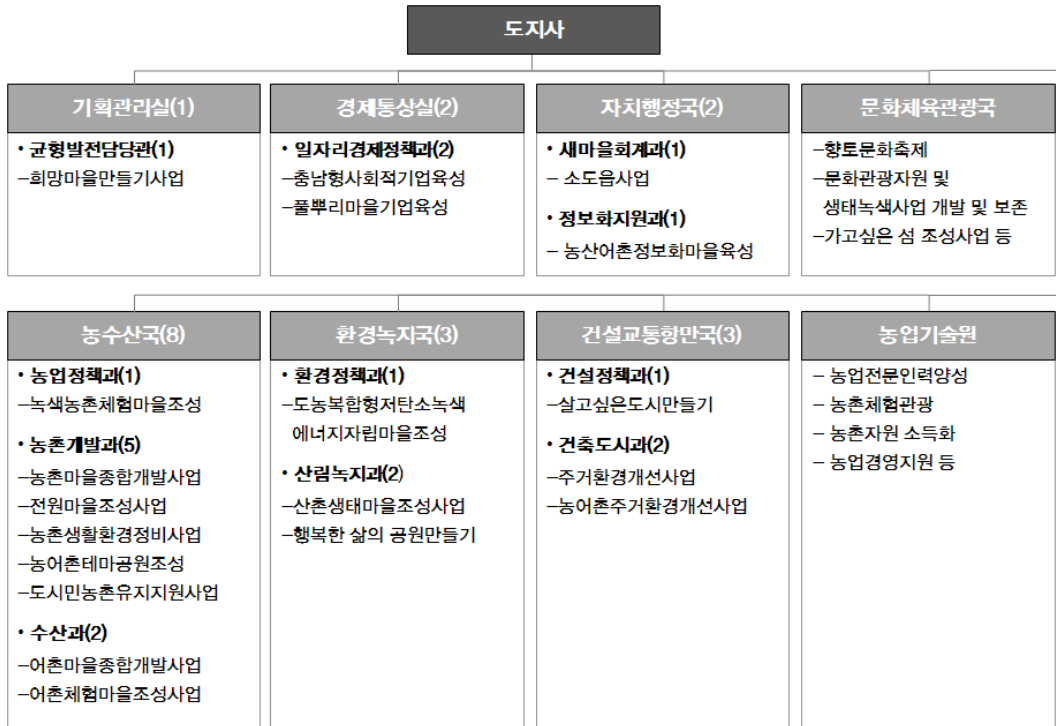 도지사
기획관리실(1)
• 균형발전담당관(1)
–희망마을만들기사업
경제통상실(2)
• 일자리경제정책과(2)
–충남형사회적기업육성
–풀뿌리마을기업육성
자치행정국(2)
• 새마을회계과(1)
– 소도읍사업
• 정보화지원과(1)
– 농산어촌정보화마을육성
문화체육관광국
–향토문화축제
–문화관광자원 및
생태녹색사업 개발 및 보존
–가고싶은 섬 조성사업 등
농수산국(8)
• 농업정책과(1)
–녹색농촌체험마을조성
• 농촌개발과(5)
–농촌마을종합개발사업
–전원마을조성사업
–농촌생활환경정비사업
–농어촌테마공원조성
–도시민농촌유지지원사업
• 수산과(2)
–어촌마을종합개발사업
–어촌체험마을조성사업
환경녹지국(3)
• 환경정책과(1)
–도농복합형저탄소녹색
에너지자립마을조성
• 산림녹지과(2)
–산촌생태마을조성사업
–행복한 삶의 공원만들기
건설교통항만국(3)
• 건설정책과(1)
–살고싶은도시만들기
• 건축도시과(2)
–주거환경개선사업
–농어촌주거환경개선사업
농업기술원
– 농업전문인력양성
– 농촌체험관광
– 농촌자원 소득화
– 농업경영지원 등